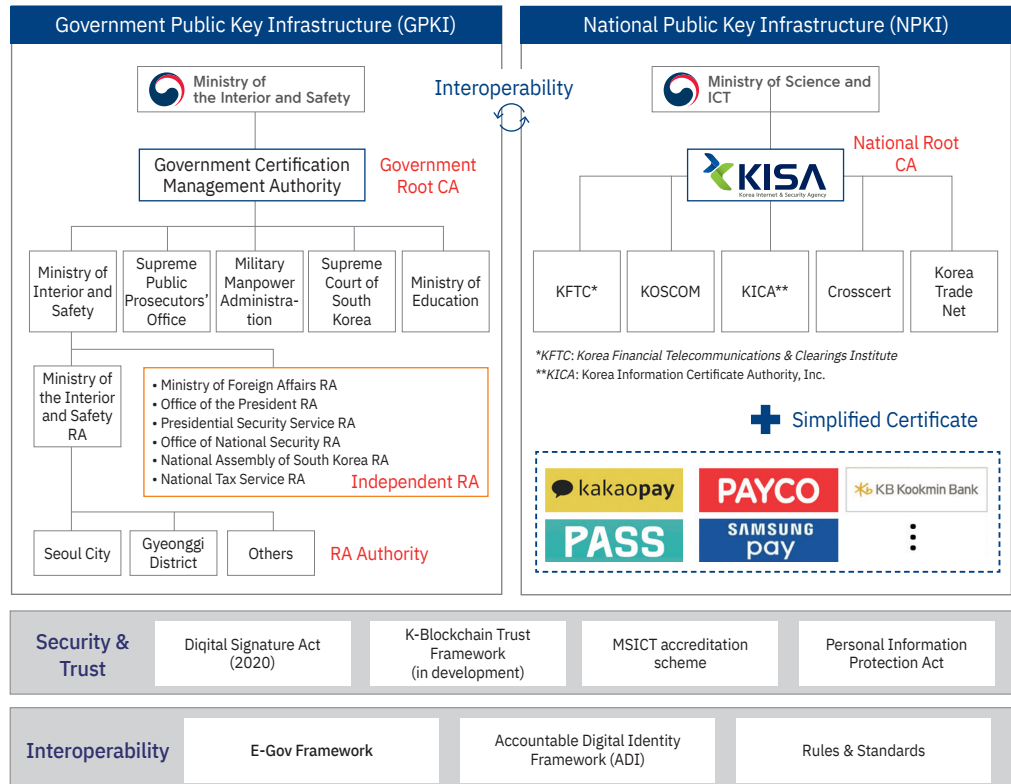 Government Public Key Infrastructure (GPKI)
Ministry of
the Interior and Safety
Government Certification
Management Authority
Government
Root CA
Ministry of
Interior and
Safety
Supreme
Public
Prosecutors'
Office
Military
Manpower
Administra-
tion
Supreme
Court of
South
Korea
Ministry of
Education
Ministry of
the Interior
and Safety
RA
• Ministry of Foreign Affairs RA
• Office of the President RA
• Presidential Security Service RA
• Office of National Security RA
• National Assembly of South Korea RA
• National Tax Service RA
Independent RA
Seoul City
Gyeonggi
District
Others
RA Authority
Interoperability
National Public Key Infrastructure (NPKI)
Ministry of Science and
ICT
KISA
Korea Internet & Security Agency
National Root
CA
KFTC*
KOSCOM
KICA**
Crosscert
Korea
Trade
Net
*KFTC: Korea Financial Telecommunications & Clearings Institute
**KICA: Korea Information Certificate Authority, Inc.
Simplified Certificate
kakaopay
PAYCO
KB Kookmin Bank
PASS
SAMSUNG
pay
Security &
Trust
Diqital Signature Act
(2020)
K-Blockchain Trust
Framework
(in development)
MSICT accreditation
scheme
Personal Information
Protection Act
Interoperability
E-Gov Framework
Accountable Digital Identity
Framework (ADI)
Rules & Standards